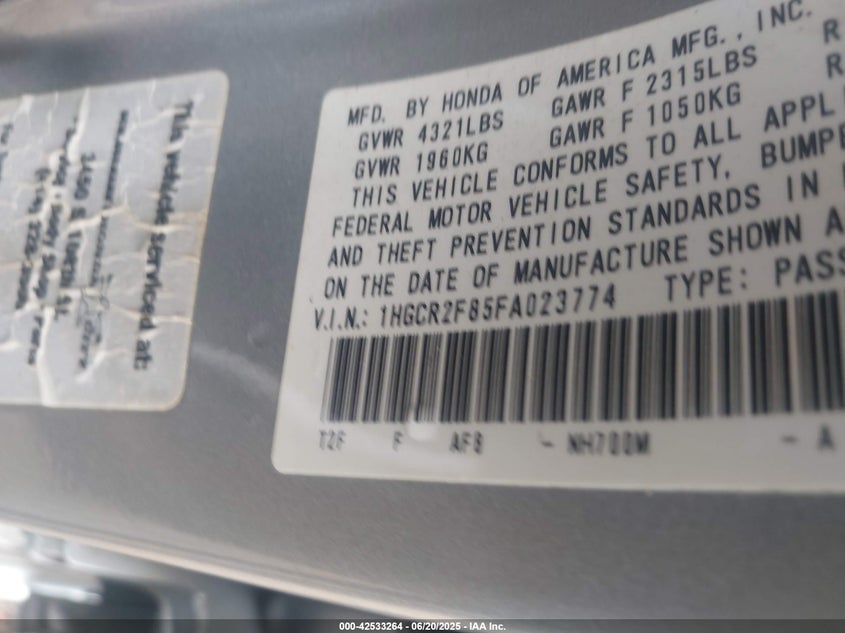 MFD. BY HONDA OF AMERICA MFG., INC.
GVWR 4321LBS GAWR F 2315LBS R
GVWR 1960KG GAWR F 1050KG R
THIS VEHICLE CONFORMS TO ALL APPL
FEDERAL MOTOR VEHICLE SAFETY, BUMPE
AND THEFT PREVENTION STANDARDS IN
ON THE DATE OF MANUFACTURE SHOWN A
V.I.N.: 1HGCR2F85FA023774 TYPE: PASS
T2F F AF8 - NH700M - A
This vehicle serviced at:
000-42533264 - 06/20/2025 - IAA Inc.